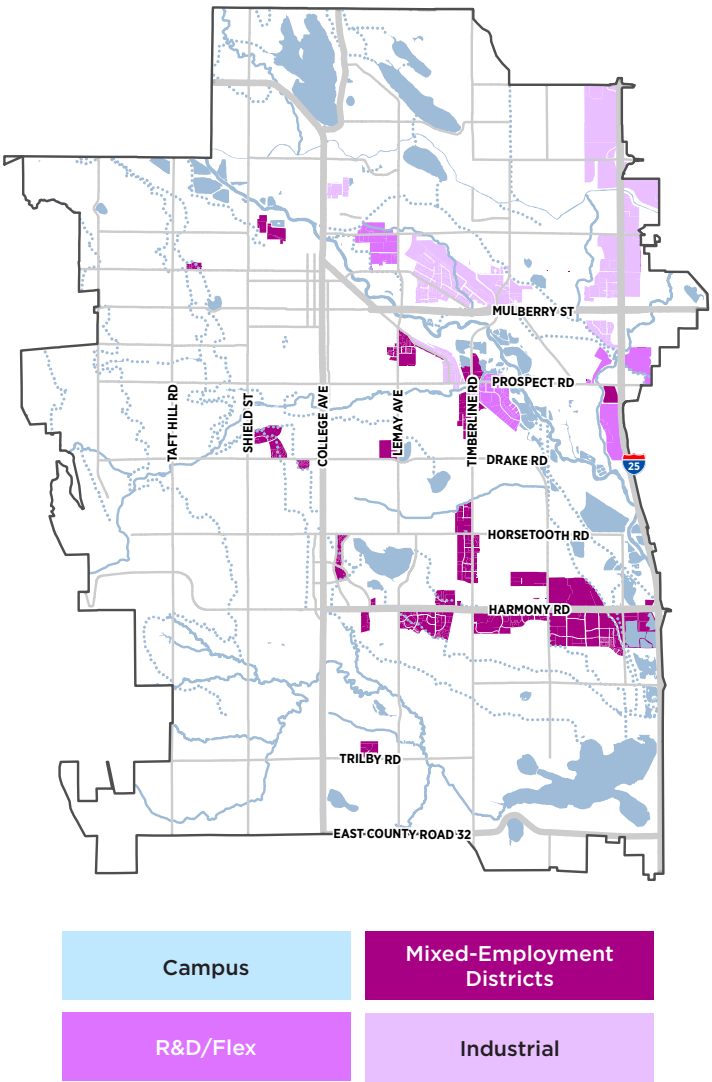 MULBERRY ST
PROSPECT RD
TAFT HILL RD
SHIELD ST
COLLEGE AVE
LEMAY AVE
TIMBERLINE RD
DRAKE RD
25
HORSETOOTH RD
HARMONY RD
TRILBY RD
EAST COUNTY ROAD 32
Campus
Mixed-Employment
Districts
R&D/Flex
Industrial